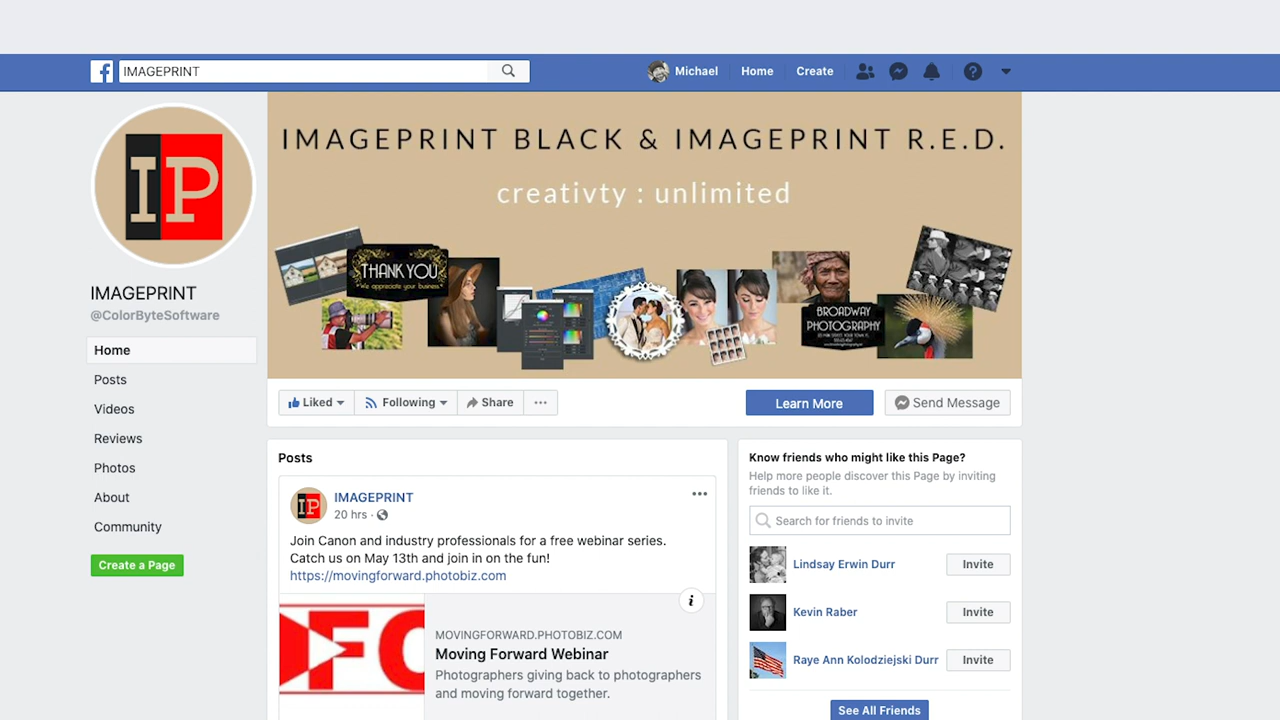 IMAGEPRINT
Michael
Home
Create
IP
IMAGEPRINT BLACK & IMAGEPRINT R.E.D.
creativty : unlimited
THANK YOU
We appreciate your business.
BROADWAY
PHOTOGRAPHY
IMAGEPRINT
@ColorByteSoftware
Home
Posts
Videos
Reviews
Photos
About
Community
Create a Page
Liked
Following
Share
Learn More
Send Message
Posts
IP
IMAGEPRINT
20 hrs ·
Join Canon and industry professionals for a free webinar series.
Catch us on May 13th and join in on the fun!
https://movingforward.photobiz.com
MOVINGFORWARD.PHOTOBIZ.COM
Moving Forward Webinar
Photographers giving back to photographers
and moving forward together.
Know friends who might like this Page?
Help more people discover this Page by inviting
friends to like it.
Search for friends to invite
Lindsay Erwin Durr
Invite
Kevin Raber
Invite
Raye Ann Kolodziejski Durr
Invite
See All Friends